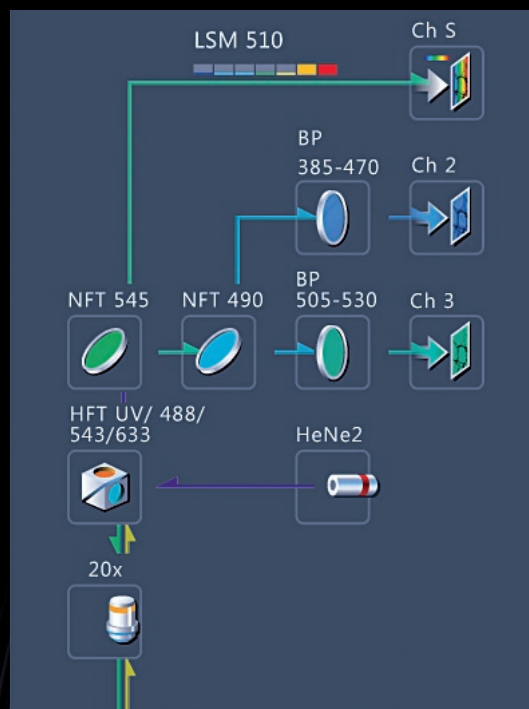 LSM 510
Ch S
BP
385-470
Ch 2
NFT 545
NFT 490
BP
505-530
Ch 3
HFT UV/ 488/
543/633
HeNe2
20x